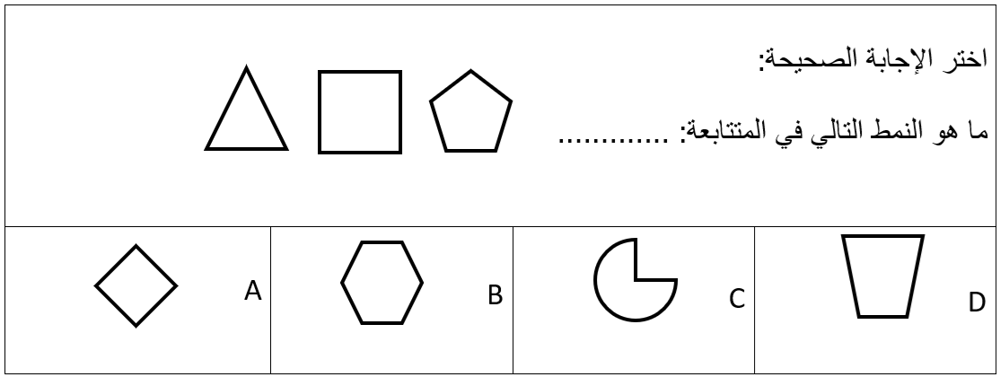 اختر الإجابة الصحيحة:
ما هو النمط التالي في المتتابعة: .............
A
B
C
D